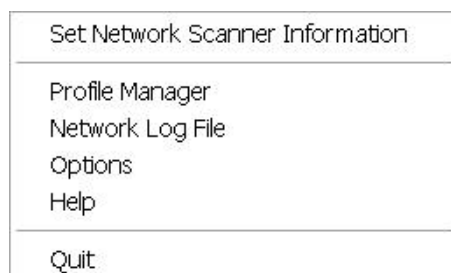 Set Network Scanner Information
Profile Manager
Network Log File
Options
Help
Quit